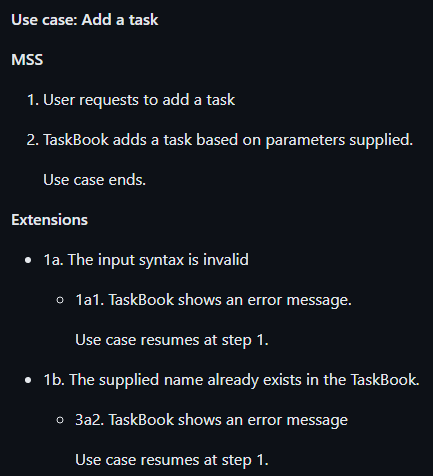 Use case: Add a task
MSS
1. User requests to add a task
2. TaskBook adds a task based on parameters supplied.
Use case ends.
Extensions
• 1a. The input syntax is invalid
◦ 1a1. TaskBook shows an error message.
Use case resumes at step 1.
• 1b. The supplied name already exists in the TaskBook.
◦ 3a2. TaskBook shows an error message
Use case resumes at step 1.